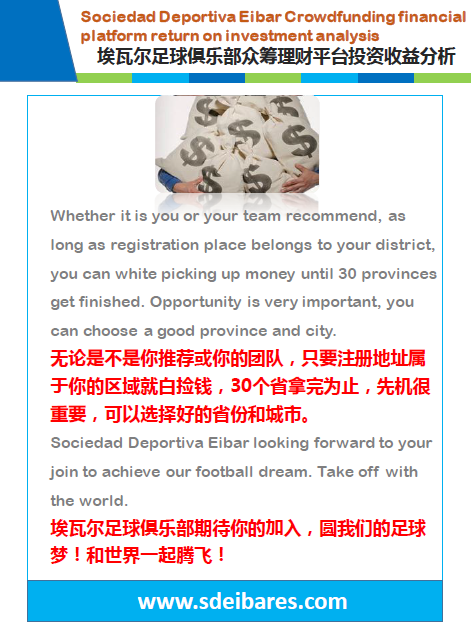 Sociedad Deportiva Eibar Crowdfunding financial
platform return on investment analysis
埃瓦尔足球俱乐部众筹理财平台投资收益分析
Whether it is you or your team recommend, as
long as registration place belongs to your district,
you can white picking up money until 30 provinces
get finished. Opportunity is very important, you
can choose a good province and city.
无论是不是你推荐或你的团队，只要注册地址属
于你的区域就白捡钱，30个省拿完为止，先机很
重要，可以选择好的省份和城市。
Sociedad Deportiva Eibar looking forward to your
join to achieve our football dream. Take off with
the world.
埃瓦尔足球俱乐部期待你的加入，圆我们的足球
梦！和世界一起腾飞！
www.sdeibares.com